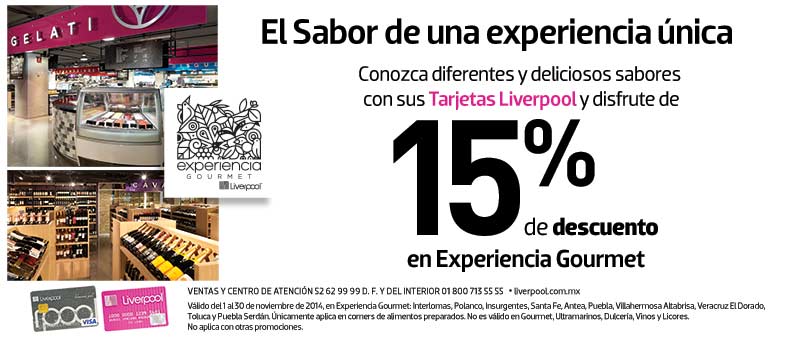 GELATI
El Sabor de una experiencia única
Conozca diferentes y deliciosos sabores
con sus Tarjetas Liverpool y disfrute de
15%
de descuento
en Experiencia Gourmet
experiencia
GOURMET
Liverpool
CAVA
Liverpool
VISA
Liverpool
VENTAS Y CENTRO DE ATENCIÓN 52 62 99 99 D. F. Y DEL INTERIOR 01 800 713 55 55 • liverpool.com.mx
Válido del 1 al 30 de noviembre de 2014, en Experiencia Gourmet: Interlomas, Polanco, Insurgentes, Santa Fe, Antea, Puebla, Villahermosa Altabrisa, Veracruz El Dorado,
Toluca y Puebla Serdán. Únicamente aplica en corners de alimentos preparados. No es válido en Gourmet, Ultramarinos, Dulcería, Vinos y Licores.
No aplica con otras promociones.